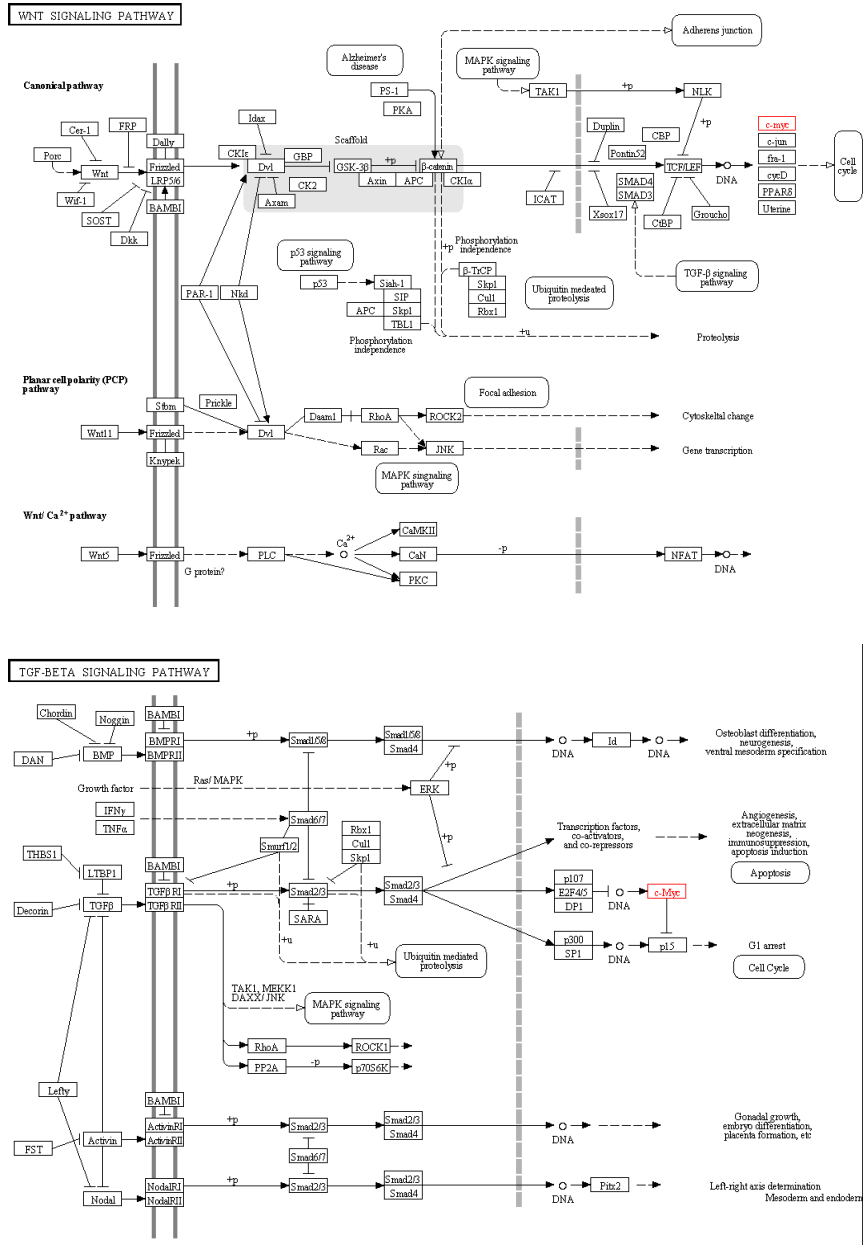 WNT SIGNALING PATHWAY
Canonical pathway
Alzheimer's
disease
Adherens junction
MAPK signaling
pathway
PS-1
PKA
TAK1
+p
NLK
Cer-1
FRP
Idax
Scaffold
Duplin
CBP
+p
c-myc
Porc
Wnt
Dally
Frizzled
LRP5/6
CKIε
Dvl
GBP
GSK-3β
+p
β-catenin
Pontin52
TCF/LEF
DNA
c-jun
fra-1
cycD
PPARδ
Uterine
Cell
cycle
Wif-1
SOST
Dkk
BAMBI
CK2
Axam
Axin
APC
CKIα
ICAT
Xsox17
SMAD4
SMAD3
CtBP
Groucho
p53 signaling
pathway
Phosphorylation
independence
+p
TGF-β signaling
pathway
PAR-1
Nkd
p53
Siah-1
SIP
APC
Skp1
TBL1
β-TrCP
Skp1
Cul1
Rbx1
Ubiquitin medeated
proteolysis
Phosphorylation
independence
+u
Proteolysis
Planar cell polarity (PCP)
pathway
Stbm
Prickle
Focal adhesion
Daam1
RhoA
ROCK2
Cytoskeltal change
Wnt11
Frizzled
Dvl
Knypek
Rac
JNK
Gene transcription
MAPK singnaling
pathway
Wnt/ Ca2+ pathway
Wnt5
Frizzled
G protein?
PLC
Ca2+
CaMKII
CaN
PKC
-p
NFAT
DNA
TGF-BETA SIGNALING PATHWAY
Chordin
Noggin
DAN
BMP
BAMBI
BMPRI
BMPRII
+p
Smad1/5/8
Smad1/5/8
Smad4
DNA
Id
DNA
Osteoblast differentiation,
neurogenesis,
ventral mesoderm specification
Growth factor
Ras/ MAPK
ERK
+p
+p
IFNγ
TNFα
Smad6/7
Smurf1/2
Rbx1
Cul1
Skp1
Transcription factors,
co-activators,
and co-repressors
Angiogenesis,
extracellular matrix
neogenesis,
immunosuppression,
apoptosis induction
Apoptosis
THBS1
LTBP1
Decorin
TGFβ
BAMBI
TGFβ RI
TGFβ RII
+p
Smad2/3
SARA
Smad2/3
Smad4
p107
E2F4/5
DP1
DNA
c-Myc
p300
SP1
DNA
p15
G1 arrest
Cell Cycle
+u
+u
Ubiquitin mediated
proteolysis
TAK1, MEKK1
DAXX/ JNK
MAPK signaling
pathway
RhoA
ROCK1
PP2A
-p
p70S6K
Lefty
FST
Activin
BAMBI
ActivinRI
ActivinRII
+p
Smad2/3
Smad2/3
Smad4
DNA
Gonadal growth,
embryo differentiation,
placenta formation, etc
Smad6/7
Nodal
NodalRI
NodalRII
+p
Smad2/3
Smad2/3
Smad4
DNA
Pitx2
Left-right axis determination
Mesoderm and endoderm